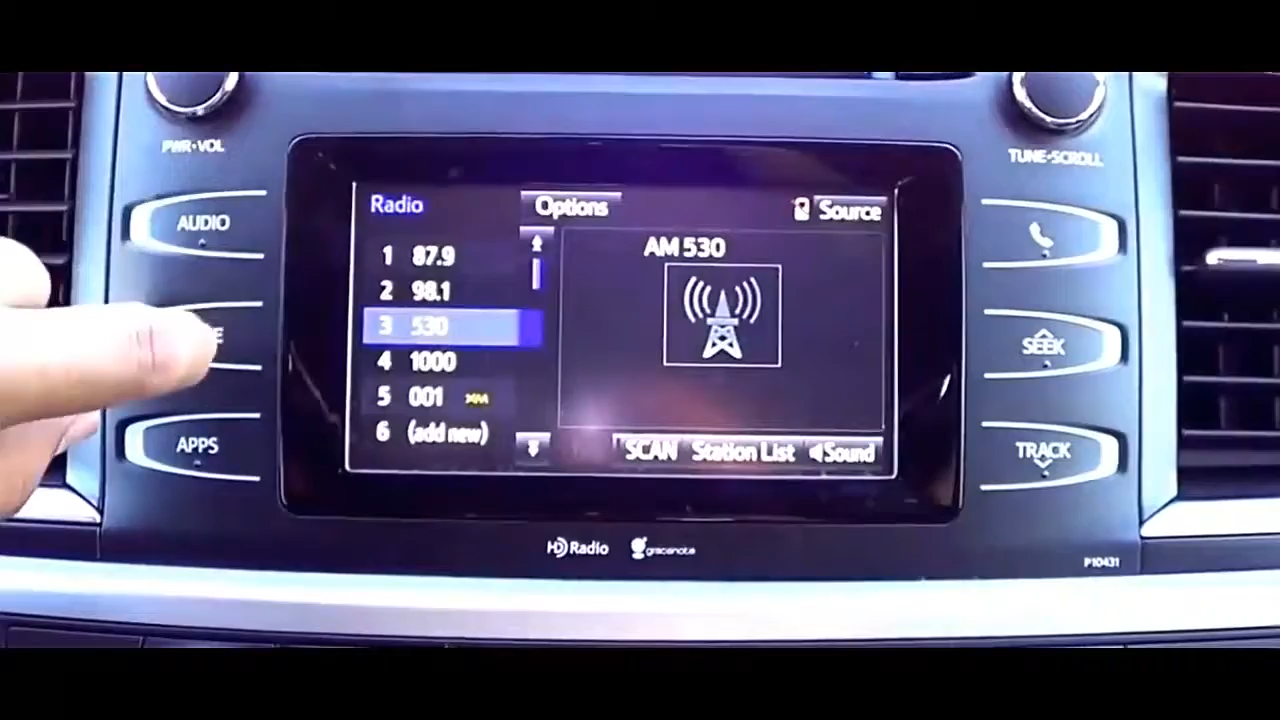 PWR•VOL
TUNE•SCROLL
AUDIO
APPS
SEEK
TRACK
Radio
Options
Source
1 87.9
2 98.1
3 530
4 1000
5 001 XM
6 (add new)
AM 530
SCAN
Station List
Sound
HD Radio
gracenote
P10431